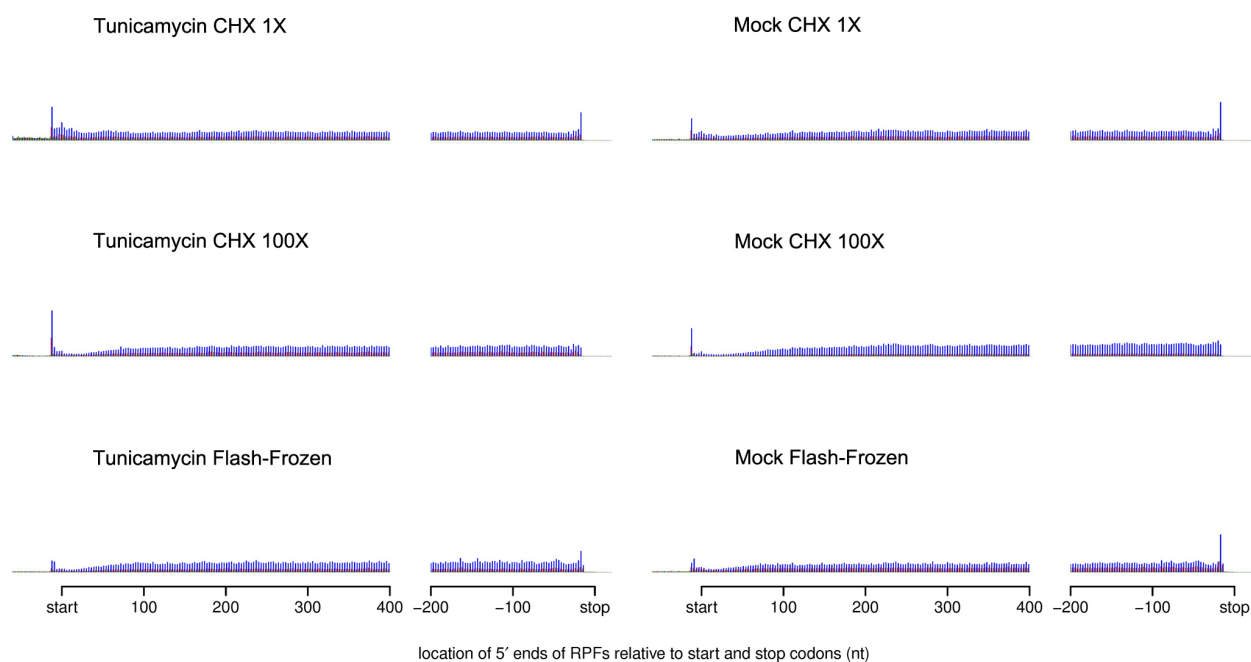 Tunicamycin CHX 1X
Mock CHX 1X
Tunicamycin CHX 100X
Mock CHX 100X
Tunicamycin Flash-Frozen
Mock Flash-Frozen
start 100 200 300 400 −200 −100 stop start 100 200 300 400 −200 −100 stop
location of 5′ ends of RPFs relative to start and stop codons (nt)